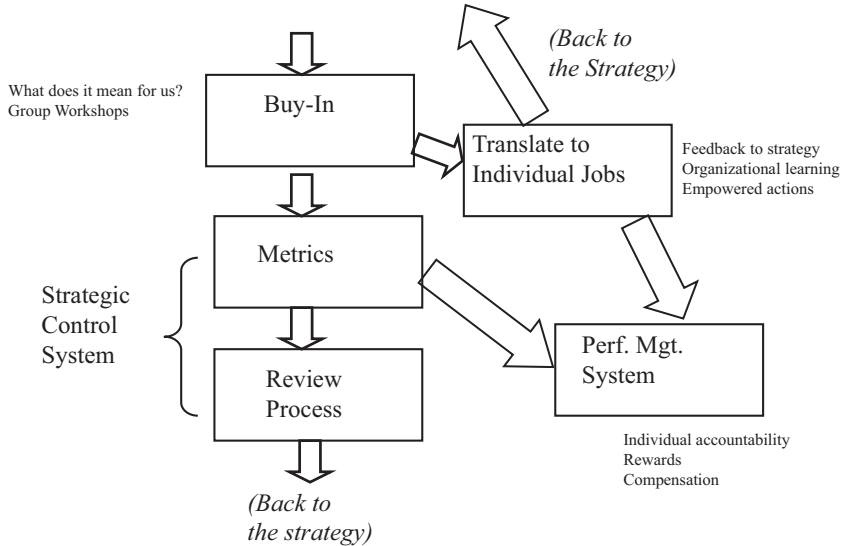 (Back to
the Strategy)
What does it mean for us?
Group Workshops
Buy-In
Translate to
Individual Jobs
Feedback to strategy
Organizational learning
Empowered actions
Metrics
Strategic
Control
System
Perf. Mgt.
System
Review
Process
Individual accountability
Rewards
Compensation
(Back to
the strategy)